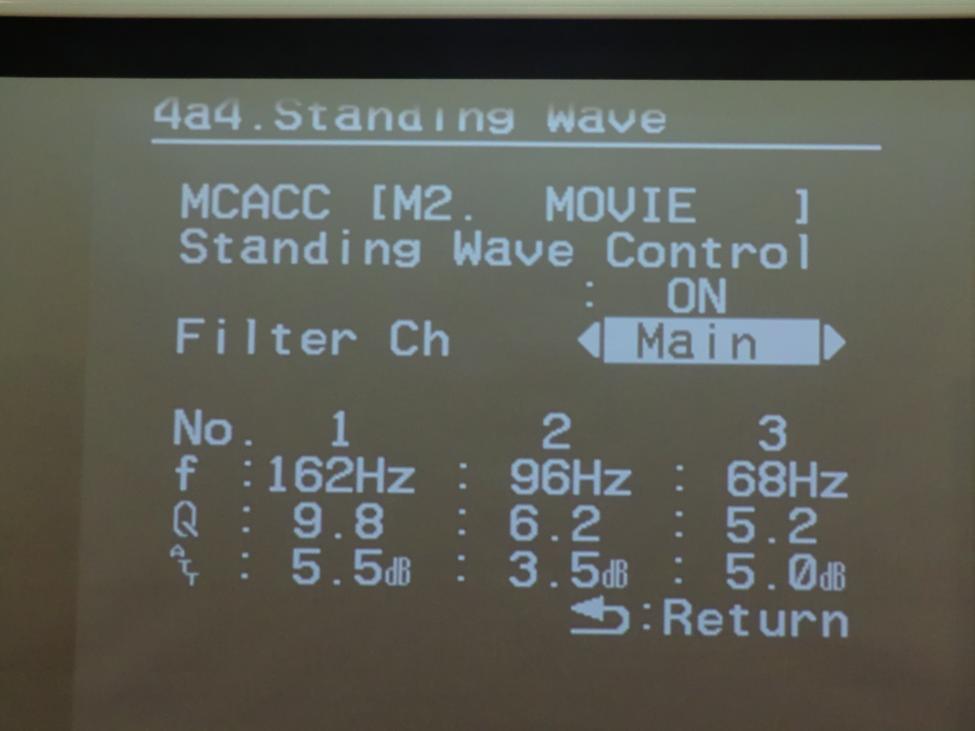 4a4.Standing Wave
MCACC [M2. MOVIE ]
Standing Wave Control
: ON
Filter Ch Main
No. 1 2 3
f :162Hz : 96Hz : 68Hz
Q : 9.8 : 6.2 : 5.2
ATT : 5.5dB : 3.5dB : 5.0dB
:Return